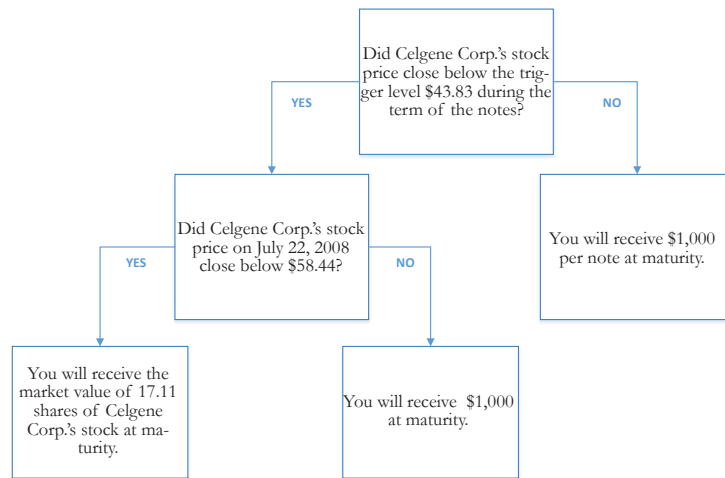 Did Celgene Corp.'s stock
price close below the trig-
ger level $43.83 during the
term of the notes?
YES
NO
Did Celgene Corp.'s stock
price on July 22, 2008
close below $58.44?
You will receive $1,000
per note at maturity.
YES
NO
You will receive the
market value of 17.11
shares of Celgene
Corp.'s stock at ma-
turity.
You will receive $1,000
at maturity.